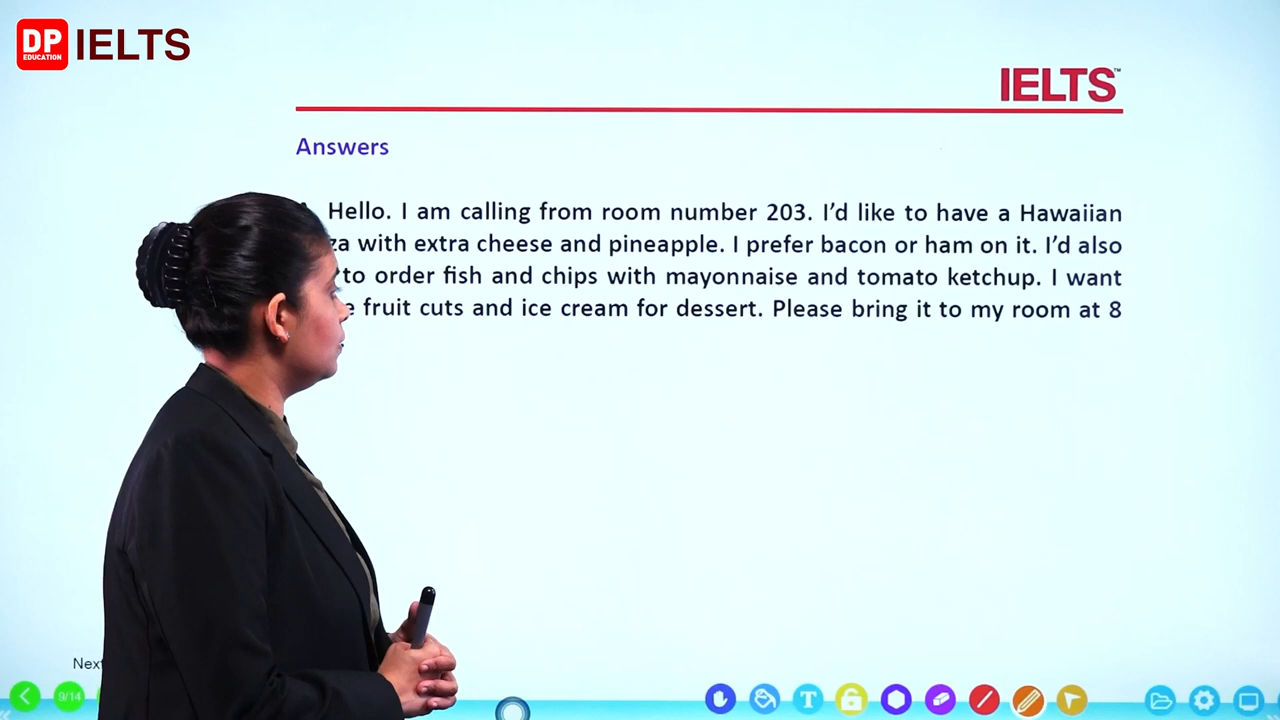 DP
EDUCATION
IELTS
IELTS™
Answers
Hello. I am calling from room number 203. I’d like to have a Hawaiian
with extra cheese and pineapple. I prefer bacon or ham on it. I’d also
to order fish and chips with mayonnaise and tomato ketchup. I want
fruit cuts and ice cream for dessert. Please bring it to my room at 8
Next
9/14
T